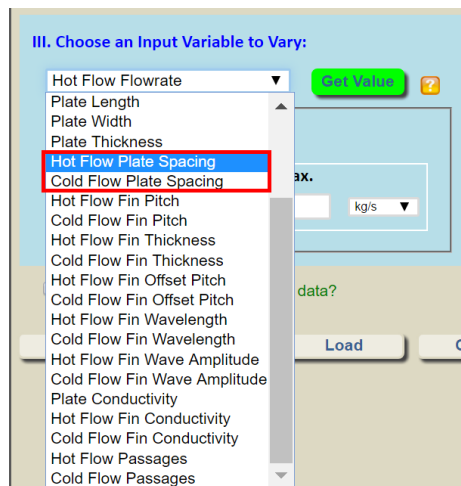 III. Choose an Input Variable to Vary:
Hot Flow Flowrate ▼
Get Value
?
Plate Length
Plate Width
Plate Thickness
Hot Flow Plate Spacing
Cold Flow Plate Spacing
ax.
Hot Flow Fin Pitch
kg/s ▼
Cold Flow Fin Pitch
Hot Flow Fin Thickness
Cold Flow Fin Thickness
Hot Flow Fin Offset Pitch
data?
Cold Flow Fin Offset Pitch
Hot Flow Fin Wavelength
Cold Flow Fin Wavelength
Load
Hot Flow Fin Wave Amplitude
Cold Flow Fin Wave Amplitude
Plate Conductivity
Hot Flow Fin Conductivity
Cold Flow Fin Conductivity
Hot Flow Passages
Cold Flow Passages